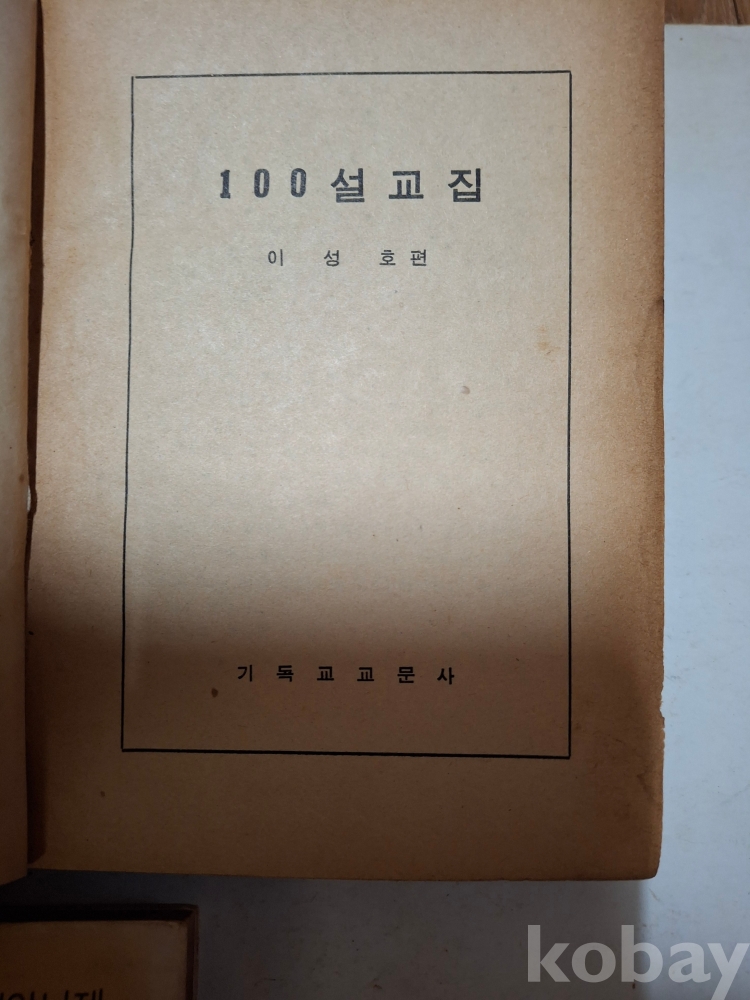 100설교집
이 성 호 편
기독교교문사
kobay